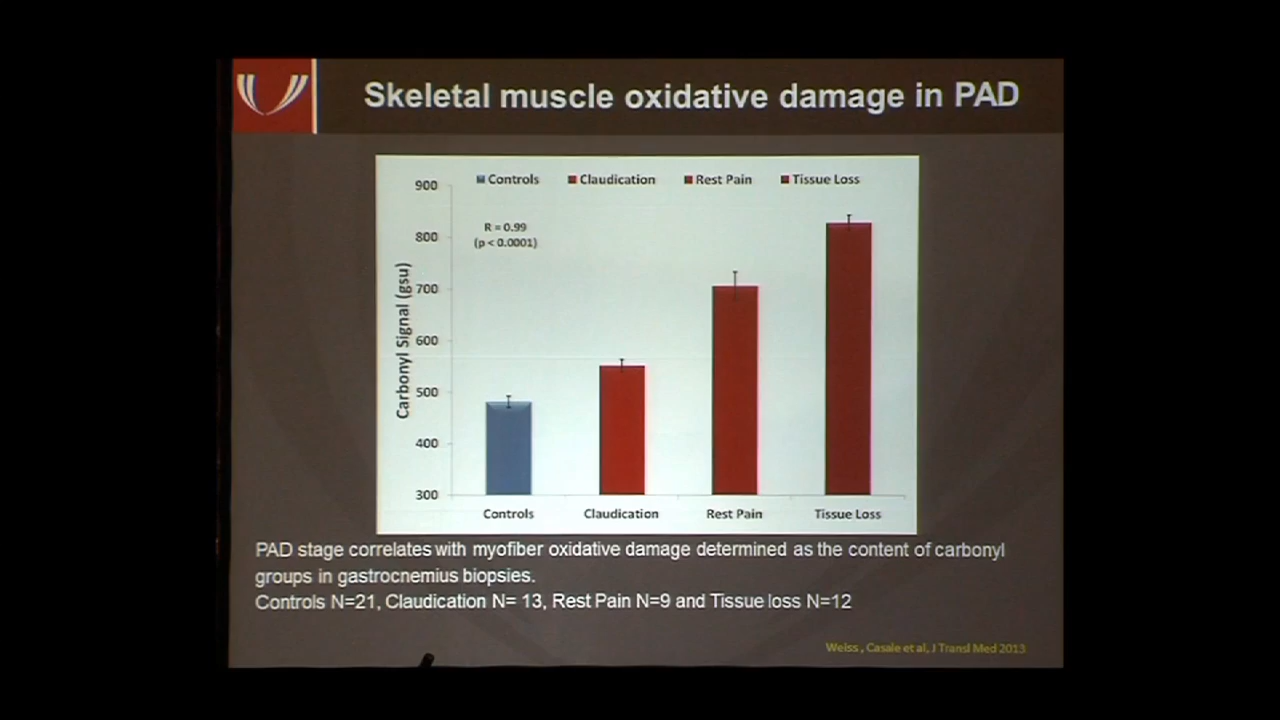 Skeletal muscle oxidative damage in PAD
Controls Claudication Rest Pain Tissue Loss
R = 0.99
(p < 0.0001)
Carbonyl Signal (gsu)
900
800
700
600
500
400
300
Controls Claudication Rest Pain Tissue Loss
PAD stage correlates with myofiber oxidative damage determined as the content of carbonyl
groups in gastrocnemius biopsies.
Controls N=21, Claudication N= 13, Rest Pain N=9 and Tissue loss N=12
Weiss , Casale et al, J Transl Med 2013